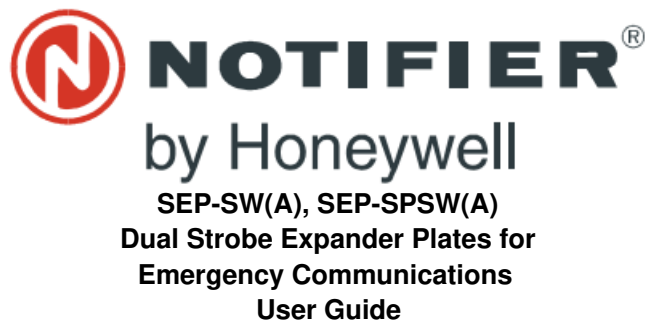 N NOTIFIER®
by Honeywell
SEP-SW(A), SEP-SPSW(A)
Dual Strobe Expander Plates for
Emergency Communications
User Guide